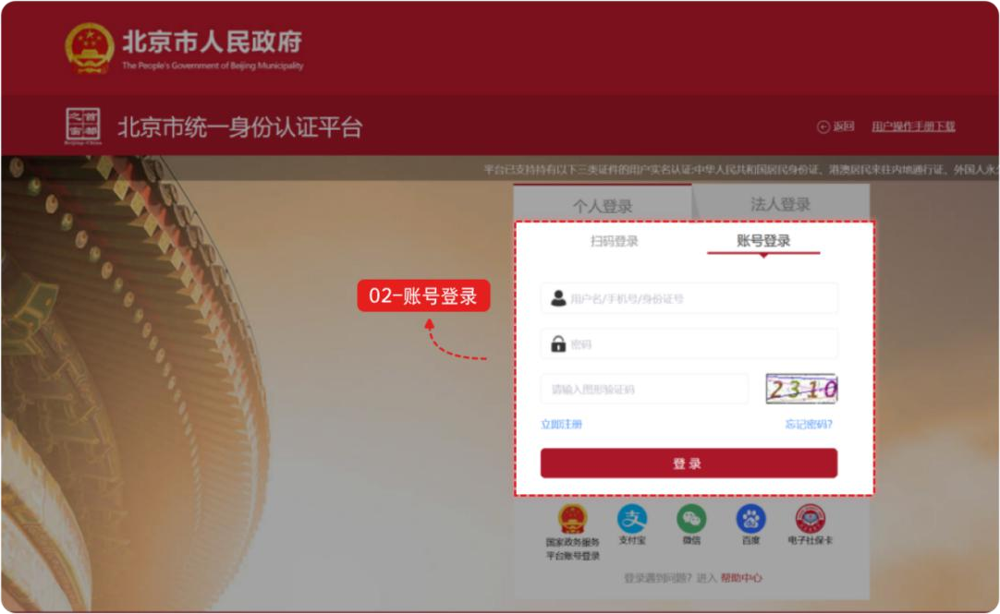 北京市人民政府
The People's Government of Beijing Municipality
首都之窗
Beijing-China
北京市统一身份认证平台
返回 用户操作手册下载
平台已支持持有以下三类证件的用户实名认证:中华人民共和国居民身份证、港澳居民来往内地通行证、外国人永
个人登录 法人登录
扫码登录 账号登录
02-账号登录
用户名/手机号/身份证号
密码
请输入图形验证码 2310
立即注册 忘记密码?
登录
国家政务服务 支付宝 微信 百度 电子社保卡
平台账号登录
登录遇到问题? 进入 帮助中心